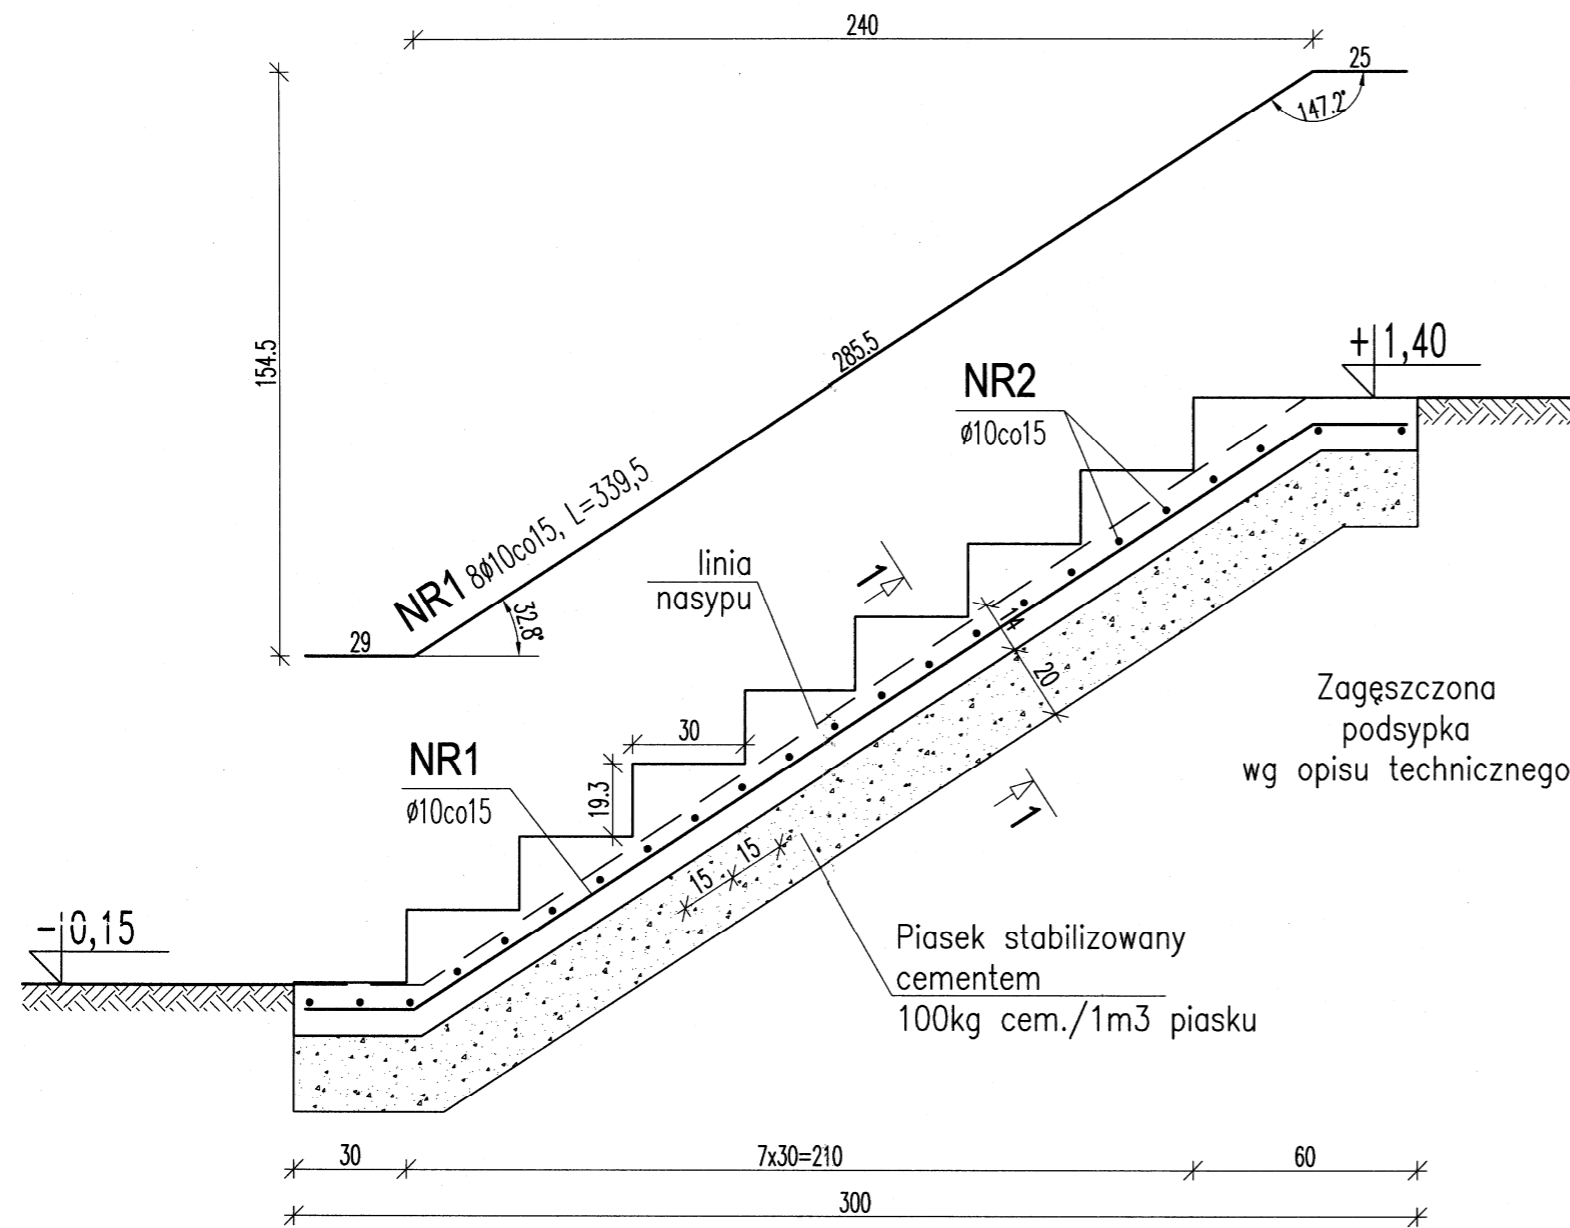 240
25
147.2°
154.5
285.5
NR1 8ø10co15, L=339,5
32.8°
29
+1,40
NR2
ø10co15
linia
nasypu
1
14
20
Zagęszczona
podsypka
wg opisu technicznego
30
19.3
NR1
ø10co15
1
15
15
-0,15
Piasek stabilizowany
cementem
100kg cem./1m3 piasku
30
7x30=210
60
300